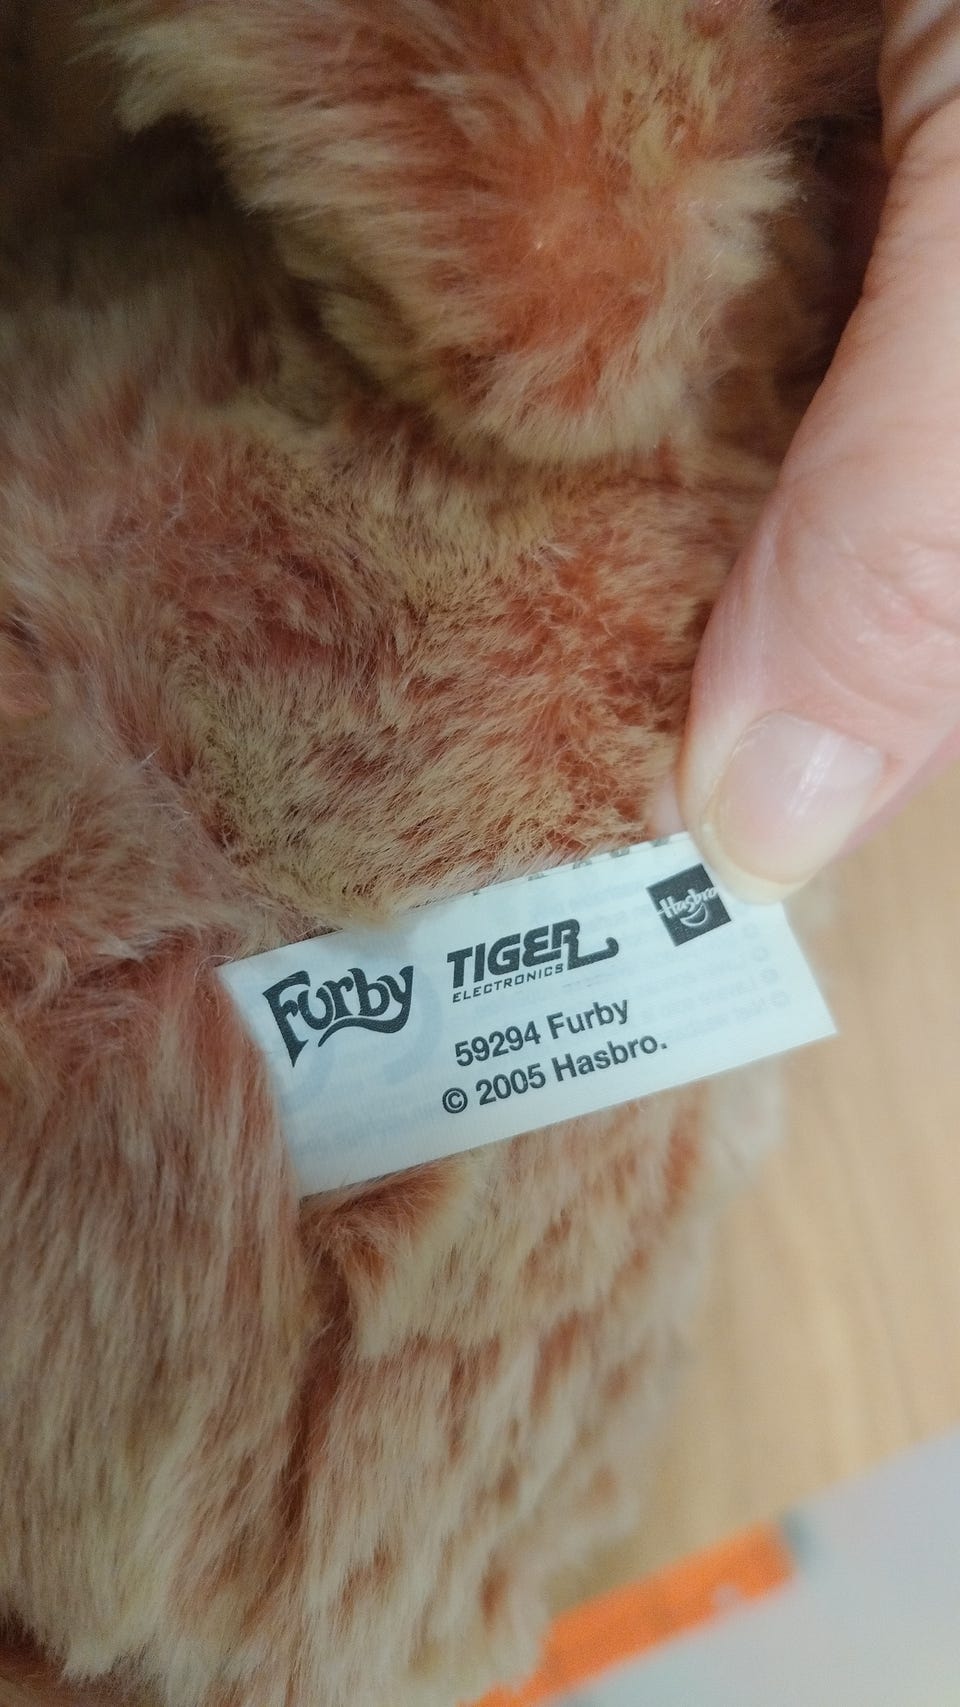 Furby
TIGER
ELECTRONICS
Hasbro
59294 Furby
© 2005 Hasbro.